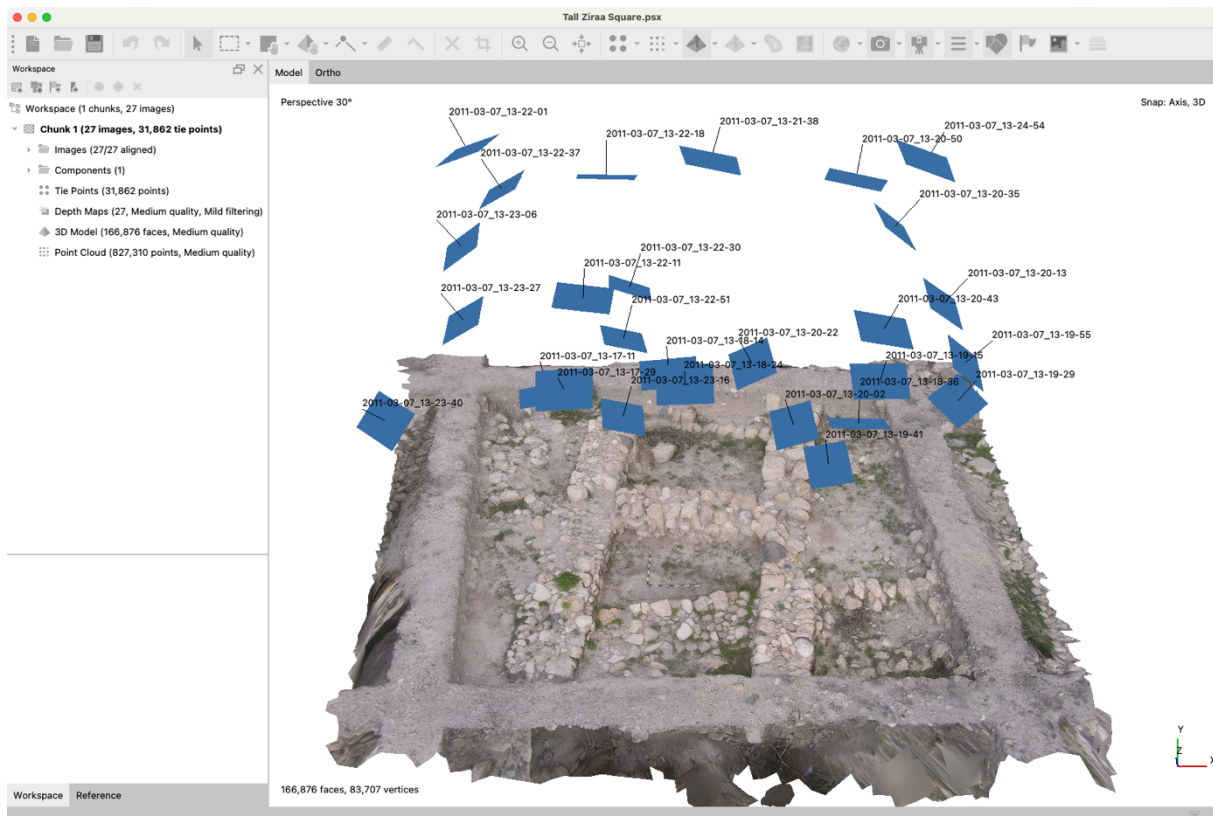 Tall Ziraa Square.psx
Workspace
Workspace (1 chunks, 27 images)
Chunk 1 (27 images, 31,862 tie points)
Images (27/27 aligned)
Components (1)
Tie Points (31,862 points)
Depth Maps (27, Medium quality, Mild filtering)
3D Model (166,876 faces, Medium quality)
Point Cloud (827,310 points, Medium quality)
Workspace
Reference
Model
Ortho
Perspective 30°
Snap: Axis, 3D
2011-03-07_13-22-01
2011-03-07_13-22-18
2011-03-07_13-21-38
2011-03-07_13-24-54
2011-03-07_13-20-50
2011-03-07_13-22-37
2011-03-07_13-20-35
2011-03-07_13-23-06
2011-03-07_13-22-30
2011-03-07_13-22-11
2011-03-07_13-20-13
2011-03-07_13-23-27
2011-03-07_13-22-51
2011-03-07_13-20-43
2011-03-07_13-20-22
2011-03-07_13-19-55
2011-03-07_13-18-14
2011-03-07_13-17-11
2011-03-07_13-19-15
2011-03-07_13-18-24
2011-03-07_13-17-29
2011-03-07_13-19-29
2011-03-07_13-23-16
2011-03-07_13-18-36
2011-03-07_13-20-02
2011-03-07_13-23-40
2011-03-07_13-19-41
166,876 faces, 83,707 vertices
Y
Z
X